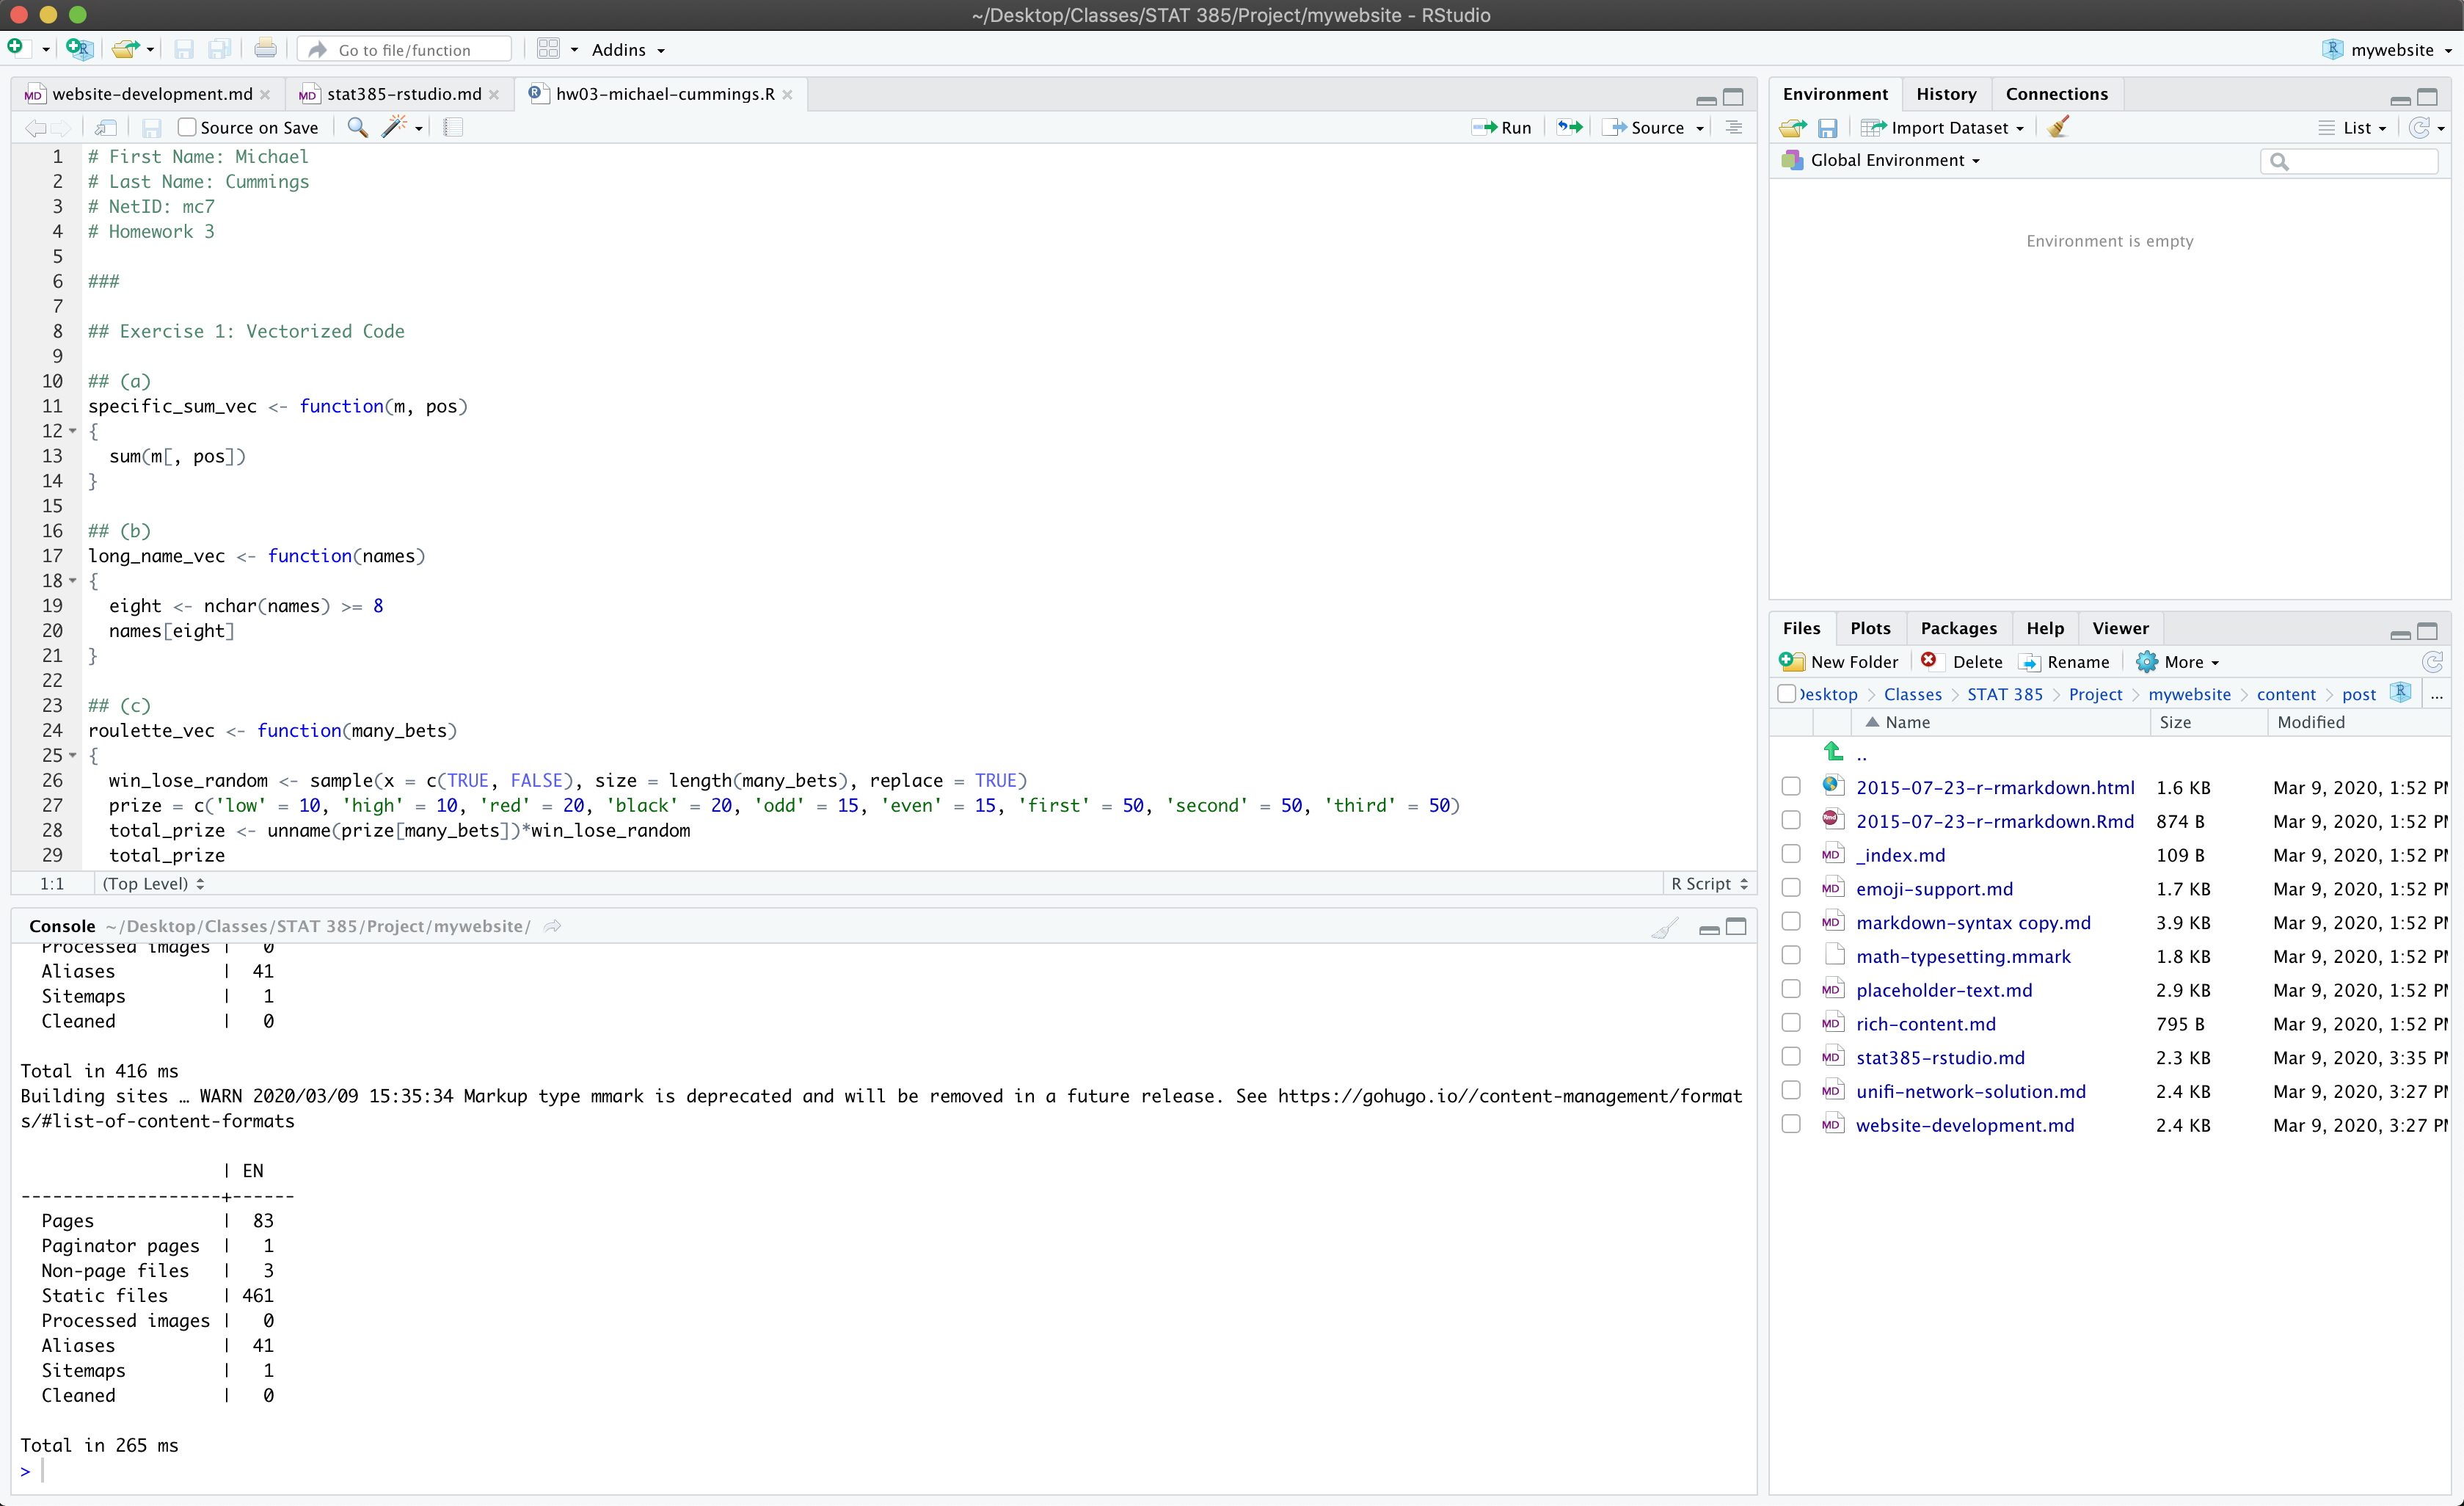 ~/Desktop/Classes/STAT 385/Project/mywebsite - RStudio
Go to file/function
Addins
mywebsite
website-development.md
stat385-rstudio.md
hw03-michael-cummings.R
Source on Save
Run
Source
1 # First Name: Michael
2 # Last Name: Cummings
3 # NetID: mc7
4 # Homework 3
5
6 ###
7
8 ## Exercise 1: Vectorized Code
9
10 ## (a)
11 specific_sum_vec <- function(m, pos)
12 {
13   sum(m[, pos])
14 }
15
16 ## (b)
17 long_name_vec <- function(names)
18 {
19   eight <- nchar(names) >= 8
20   names[eight]
21 }
22
23 ## (c)
24 roulette_vec <- function(many_bets)
25 {
26   win_lose_random <- sample(x = c(TRUE, FALSE), size = length(many_bets), replace = TRUE)
27   prize = c('low' = 10, 'high' = 10, 'red' = 20, 'black' = 20, 'odd' = 15, 'even' = 15, 'first' = 50, 'second' = 50, 'third' = 50)
28   total_prize <- unname(prize[many_bets])*win_lose_random
29   total_prize
1:1 (Top Level) R Script
Console ~/Desktop/Classes/STAT 385/Project/mywebsite/
Processed images | 0
Aliases | 41
Sitemaps | 1
Cleaned | 0
Total in 416 ms
Building sites … WARN 2020/03/09 15:35:34 Markup type mmark is deprecated and will be removed in a future release. See https://gohugo.io//content-management/format
s/#list-of-content-formats
| EN
-------------------+------
Pages | 83
Paginator pages | 1
Non-page files | 3
Static files | 461
Processed images | 0
Aliases | 41
Sitemaps | 1
Cleaned | 0
Total in 265 ms
>
Environment History Connections
Import Dataset
List
Global Environment
Environment is empty
Files Plots Packages Help Viewer
New Folder Delete Rename More
Desktop > Classes > STAT 385 > Project > mywebsite > content > post ...
Name Size Modified
..
2015-07-23-r-rmarkdown.html 1.6 KB Mar 9, 2020, 1:52 PM
2015-07-23-r-rmarkdown.Rmd 874 B Mar 9, 2020, 1:52 PM
_index.md 109 B Mar 9, 2020, 1:52 PM
emoji-support.md 1.7 KB Mar 9, 2020, 1:52 PM
markdown-syntax copy.md 3.9 KB Mar 9, 2020, 1:52 PM
math-typesetting.mmark 1.8 KB Mar 9, 2020, 1:52 PM
placeholder-text.md 2.9 KB Mar 9, 2020, 1:52 PM
rich-content.md 795 B Mar 9, 2020, 1:52 PM
stat385-rstudio.md 2.3 KB Mar 9, 2020, 3:35 PM
unifi-network-solution.md 2.4 KB Mar 9, 2020, 3:27 PM
website-development.md 2.4 KB Mar 9, 2020, 3:27 PM